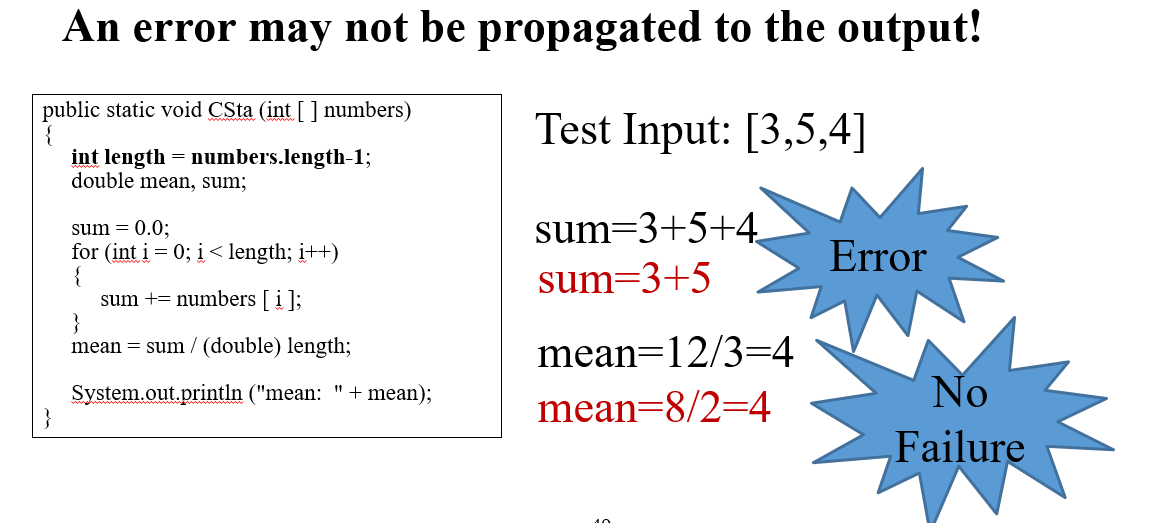 An error may not be propagated to the output!
public static void CSta (int [ ] numbers)
{
int length = numbers.length-1;
double mean, sum;
sum = 0.0;
for (int i = 0; i < length; i++)
{
sum += numbers [ i ];
}
mean = sum / (double) length;
System.out.println ("mean:  " + mean);
}
Test Input: [3,5,4]
sum=3+5+4
sum=3+5
Error
mean=12/3=4
mean=8/2=4
No
Failure